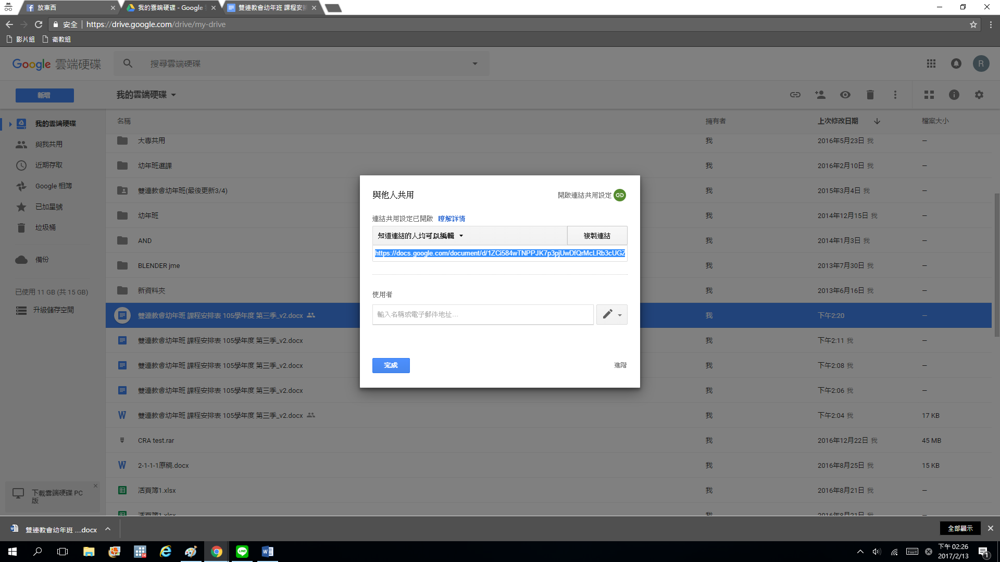 放東西
我的雲端硬碟 - Google
雙連教會幼年班 課程安排
安全 https://drive.google.com/drive/my-drive
影片組 衛教組
Google 雲端硬碟
搜尋雲端硬碟
R
新增
我的雲端硬碟
我的雲端硬碟
與我共用
近期存取
Google 相簿
已加星號
垃圾桶
備份
已使用 11 GB (共 15 GB)
升級儲存空間
下載雲端硬碟 PC
版
名稱 擁有者 上次修改日期 檔案大小
大專共用 我 2016年5月23日 我 —
幼年班選課 我 2016年2月10日 我 —
雙連教會幼年班(最後更新3/4) 我 2015年3月4日 我 —
幼年班 我 2014年12月15日 我 —
AND 我 2014年1月3日 我 —
BLENDER jme 我 2013年7月30日 我 —
新資料夾 我 2013年6月16日 我 —
雙連教會幼年班 課程安排表 105學年度 第三季_v2.docx 我 下午2:20 —
雙連教會幼年班 課程安排表 105學年度 第三季_v2.docx 我 下午2:11 我 —
雙連教會幼年班 課程安排表 105學年度 第三季_v2.docx 我 下午2:08 我 —
雙連教會幼年班 課程安排表 105學年度 第三季_v2.docx 我 下午2:06 我 —
雙連教會幼年班 課程安排表 105學年度 第三季_v2.docx 我 下午2:04 我 17 KB
CRA test.rar 我 2016年12月22日 我 45 MB
2-1-1-1原稿.docx 我 2016年8月25日 我 15 KB
活頁簿1.xlsx 我 2016年8月21日 我 —
活頁簿1.xlsx 我 2016年8月21日 我 —
與他人共用
開啟連結共用設定
連結共用設定已開啟 瞭解詳情
知道連結的人均可以編輯
複製連結
https://docs.google.com/document/d/1ZCi584wTNPPJK7p3pjUwDfQrMcLRb3cUGZ
使用者
輸入名稱或電子郵件地址...
完成
進階
雙連教會幼年班 ....docx
全部顯示
14
下午 02:26
2017/2/13
1